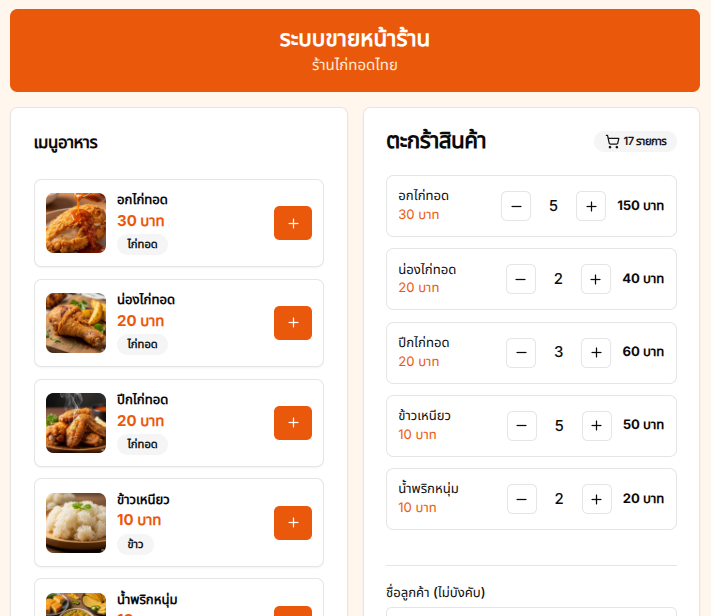 ระบบขายหน้าร้าน
ร้านไก่ทอดไทย
เมนูอาหาร
อกไก่ทอด
30 บาท
ไก่ทอด
น่องไก่ทอด
20 บาท
ไก่ทอด
ปีกไก่ทอด
20 บาท
ไก่ทอด
ข้าวเหนียว
10 บาท
ข้าว
น้ำพริกหนุ่ม
ตะกร้าสินค้า
17 รายการ
อกไก่ทอด
30 บาท
5
150 บาท
น่องไก่ทอด
20 บาท
2
40 บาท
ปีกไก่ทอด
20 บาท
3
60 บาท
ข้าวเหนียว
10 บาท
5
50 บาท
น้ำพริกหนุ่ม
10 บาท
2
20 บาท
ชื่อลูกค้า (ไม่บังคับ)